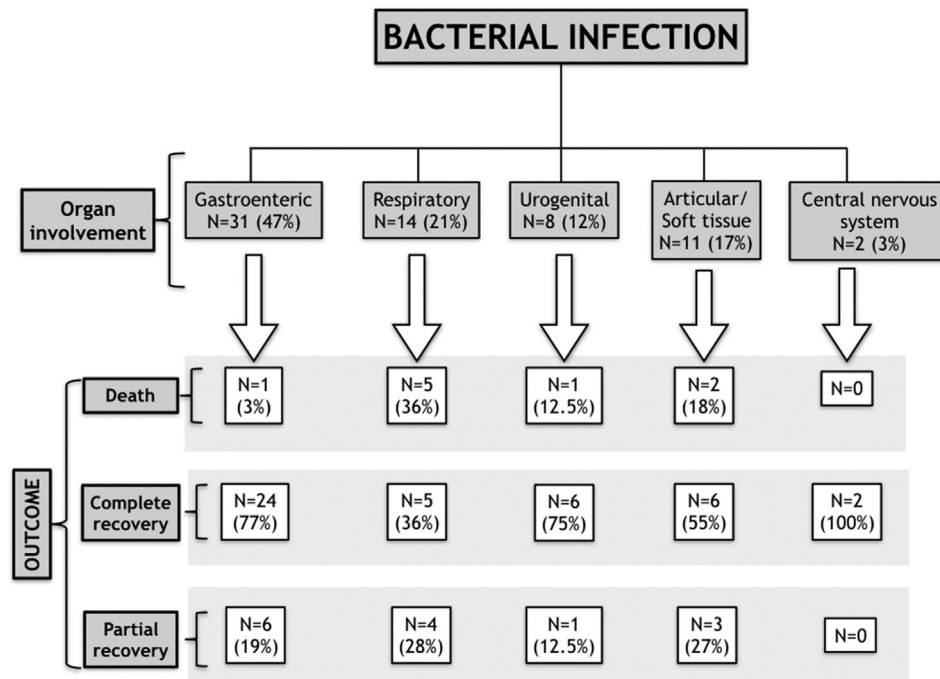 BACTERIAL INFECTION
Organ
involvement
Gastroenteric
N=31 (47%)
Respiratory
N=14 (21%)
Urogenital
N=8 (12%)
Articular/
Soft tissue
N=11 (17%)
Central nervous
system
N=2 (3%)
OUTCOME
Death
N=1
(3%)
N=5
(36%)
N=1
(12.5%)
N=2
(18%)
N=0
Complete
recovery
N=24
(77%)
N=5
(36%)
N=6
(75%)
N=6
(55%)
N=2
(100%)
Partial
recovery
N=6
(19%)
N=4
(28%)
N=1
(12.5%)
N=3
(27%)
N=0